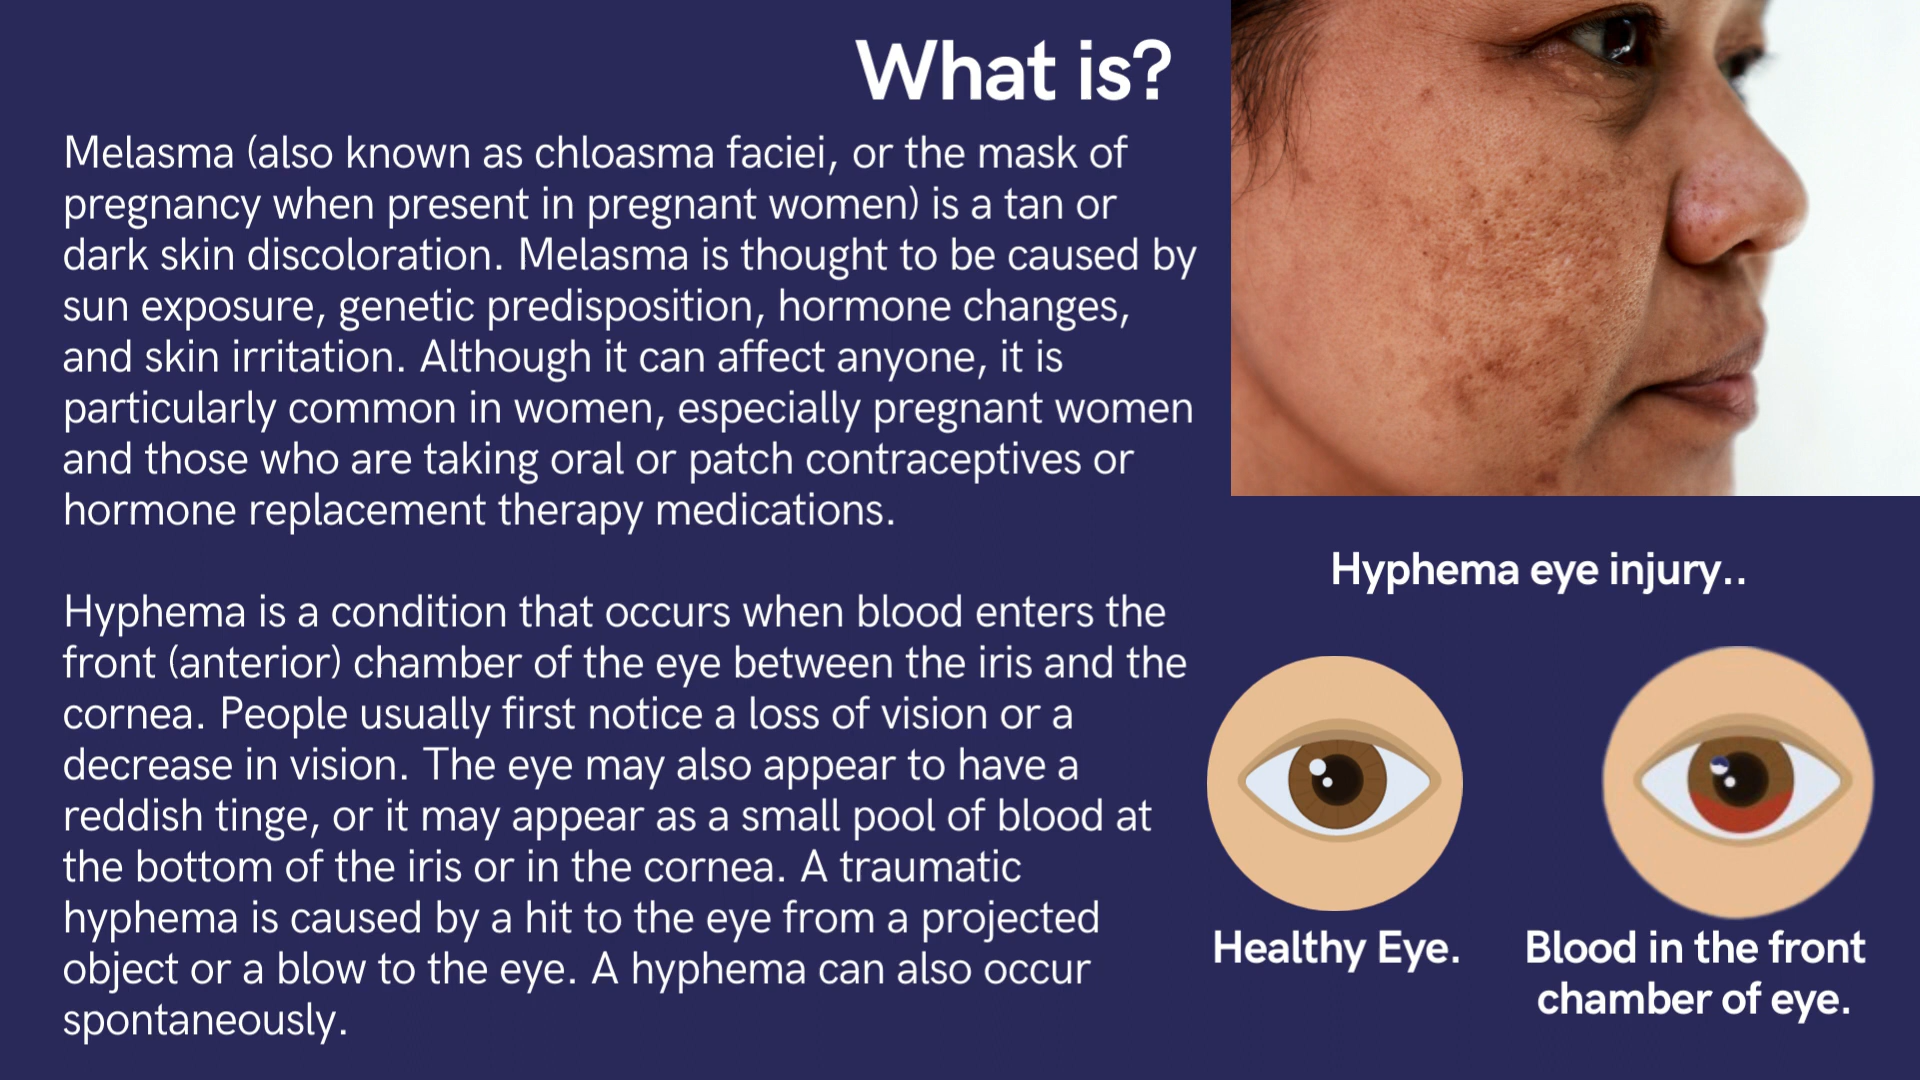 What is?
Melasma (also known as chloasma faciei, or the mask of
pregnancy when present in pregnant women) is a tan or
dark skin discoloration. Melasma is thought to be caused by
sun exposure, genetic predisposition, hormone changes,
and skin irritation. Although it can affect anyone, it is
particularly common in women, especially pregnant women
and those who are taking oral or patch contraceptives or
hormone replacement therapy medications.
Hyphema is a condition that occurs when blood enters the
front (anterior) chamber of the eye between the iris and the
cornea. People usually first notice a loss of vision or a
decrease in vision. The eye may also appear to have a
reddish tinge, or it may appear as a small pool of blood at
the bottom of the iris or in the cornea. A traumatic
hyphema is caused by a hit to the eye from a projected
object or a blow to the eye. A hyphema can also occur
spontaneously.
Hyphema eye injury..
Healthy Eye.
Blood in the front
chamber of eye.